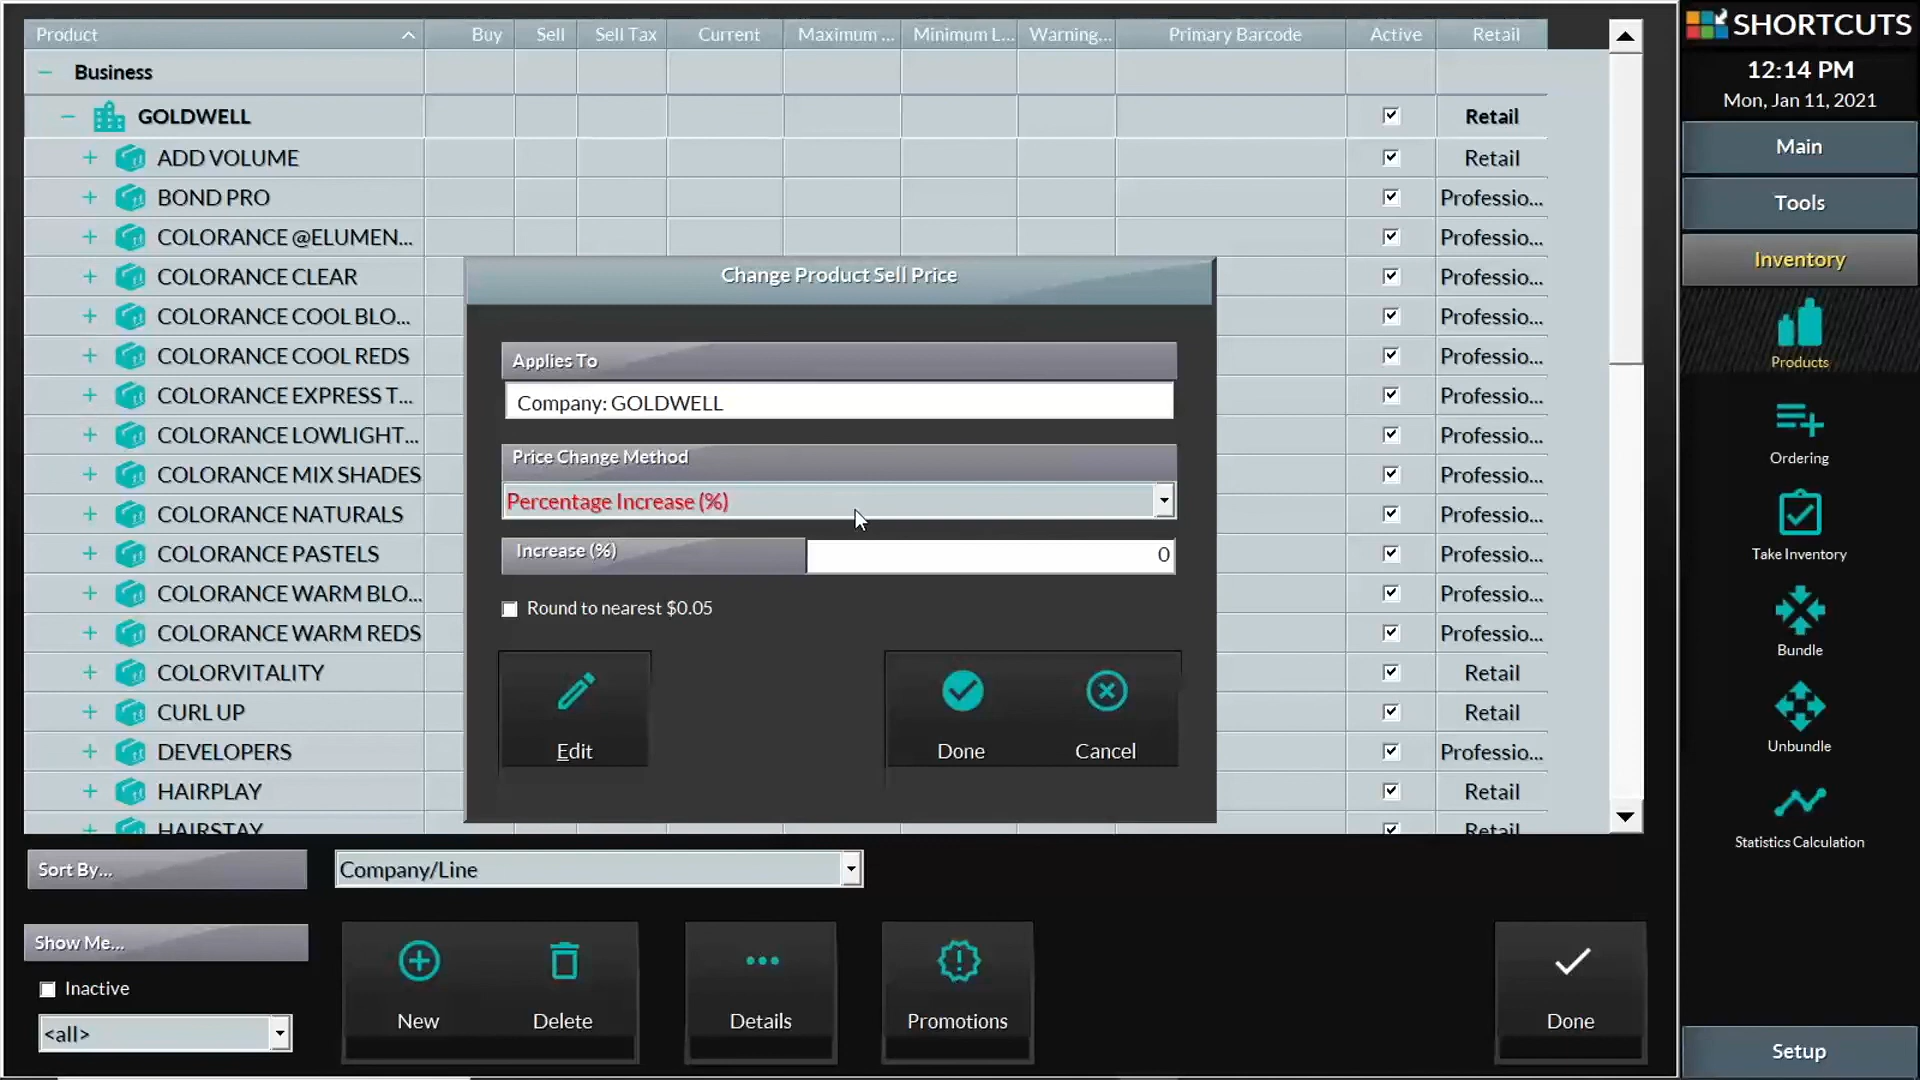 Product Buy Sell Sell Tax Current Maximum ... Minimum L... Warning... Primary Barcode Active Retail
Business
GOLDWELL Retail
ADD VOLUME Retail
BOND PRO Professio...
COLORANCE @ELUMEN... Professio...
COLORANCE CLEAR Professio...
COLORANCE COOL BLO... Professio...
COLORANCE COOL REDS Professio...
COLORANCE EXPRESS T... Professio...
COLORANCE LOWLIGHT... Professio...
COLORANCE MIX SHADES Professio...
COLORANCE NATURALS Professio...
COLORANCE PASTELS Professio...
COLORANCE WARM BLO... Professio...
COLORANCE WARM REDS Professio...
COLORVITALITY Retail
CURL UP Retail
DEVELOPERS Professio...
HAIRPLAY Retail
HAIRSTAY Retail
Change Product Sell Price
Applies To
Company: GOLDWELL
Price Change Method
Percentage Increase (%)
Increase (%) 0
Round to nearest $0.05
Edit Done Cancel
Sort By... Company/Line
Show Me...
Inactive
<all>
New Delete Details Promotions Done
SHORTCUTS
12:14 PM
Mon, Jan 11, 2021
Main
Tools
Inventory
Products
Ordering
Take Inventory
Bundle
Unbundle
Statistics Calculation
Setup